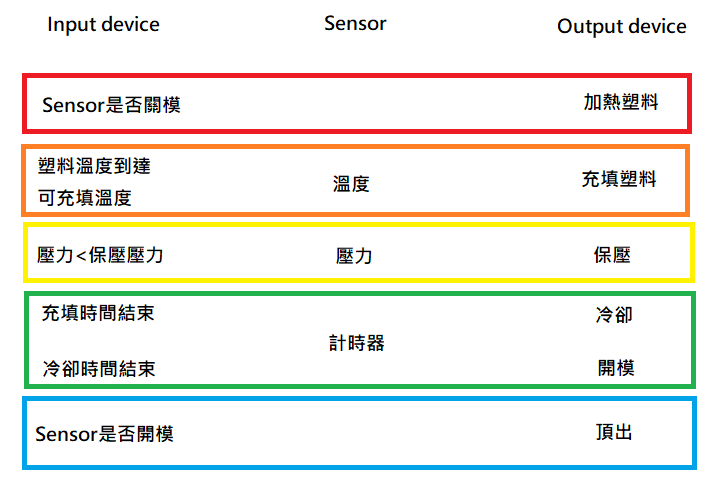 Input device Sensor Output device
Sensor是否關模 加熱塑料
塑料溫度到達
可充填溫度 溫度 充填塑料
壓力<保壓壓力 壓力 保壓
充填時間結束 冷卻
計時器
冷卻時間結束 開模
Sensor是否開模 頂出